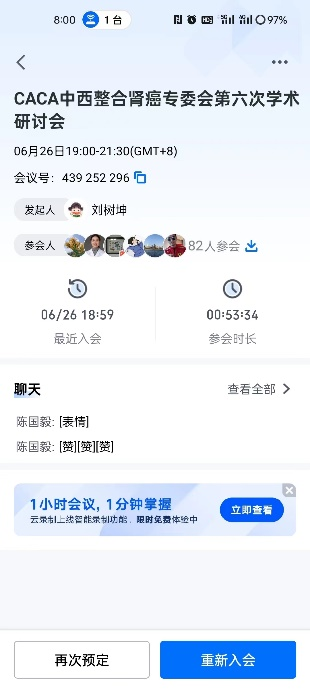 8:00 1 台 97%
CACA中西整合肾癌专委会第六次学术
研讨会
06月26日19:00-21:30(GMT+8)
会议号: 439 252 296
发起人 刘树坤
参会人 82人参会
06/26 18:59
最近入会
00:53:34
参会时长
聊天 查看全部
陈国毅: [表情]
陈国毅: [赞][赞][赞]
1小时会议, 1分钟掌握
云录制上线智能录制功能, 限时免费体验中
立即查看
再次预定 重新入会